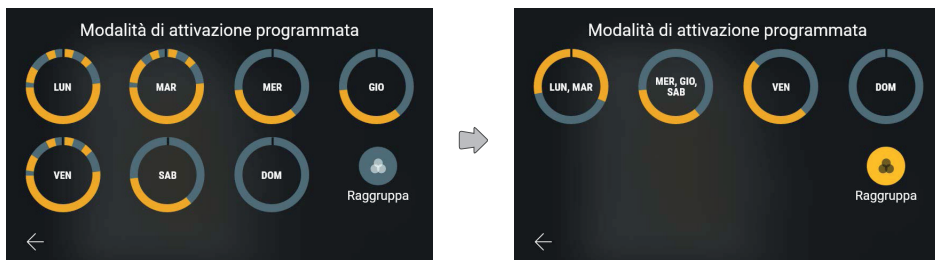 Modalità di attivazione programmata
LUN
MAR
MER
GIO
VEN
SAB
DOM
Raggruppa
Modalità di attivazione programmata
LUN, MAR
MER, GIO,
SAB
VEN
DOM
Raggruppa